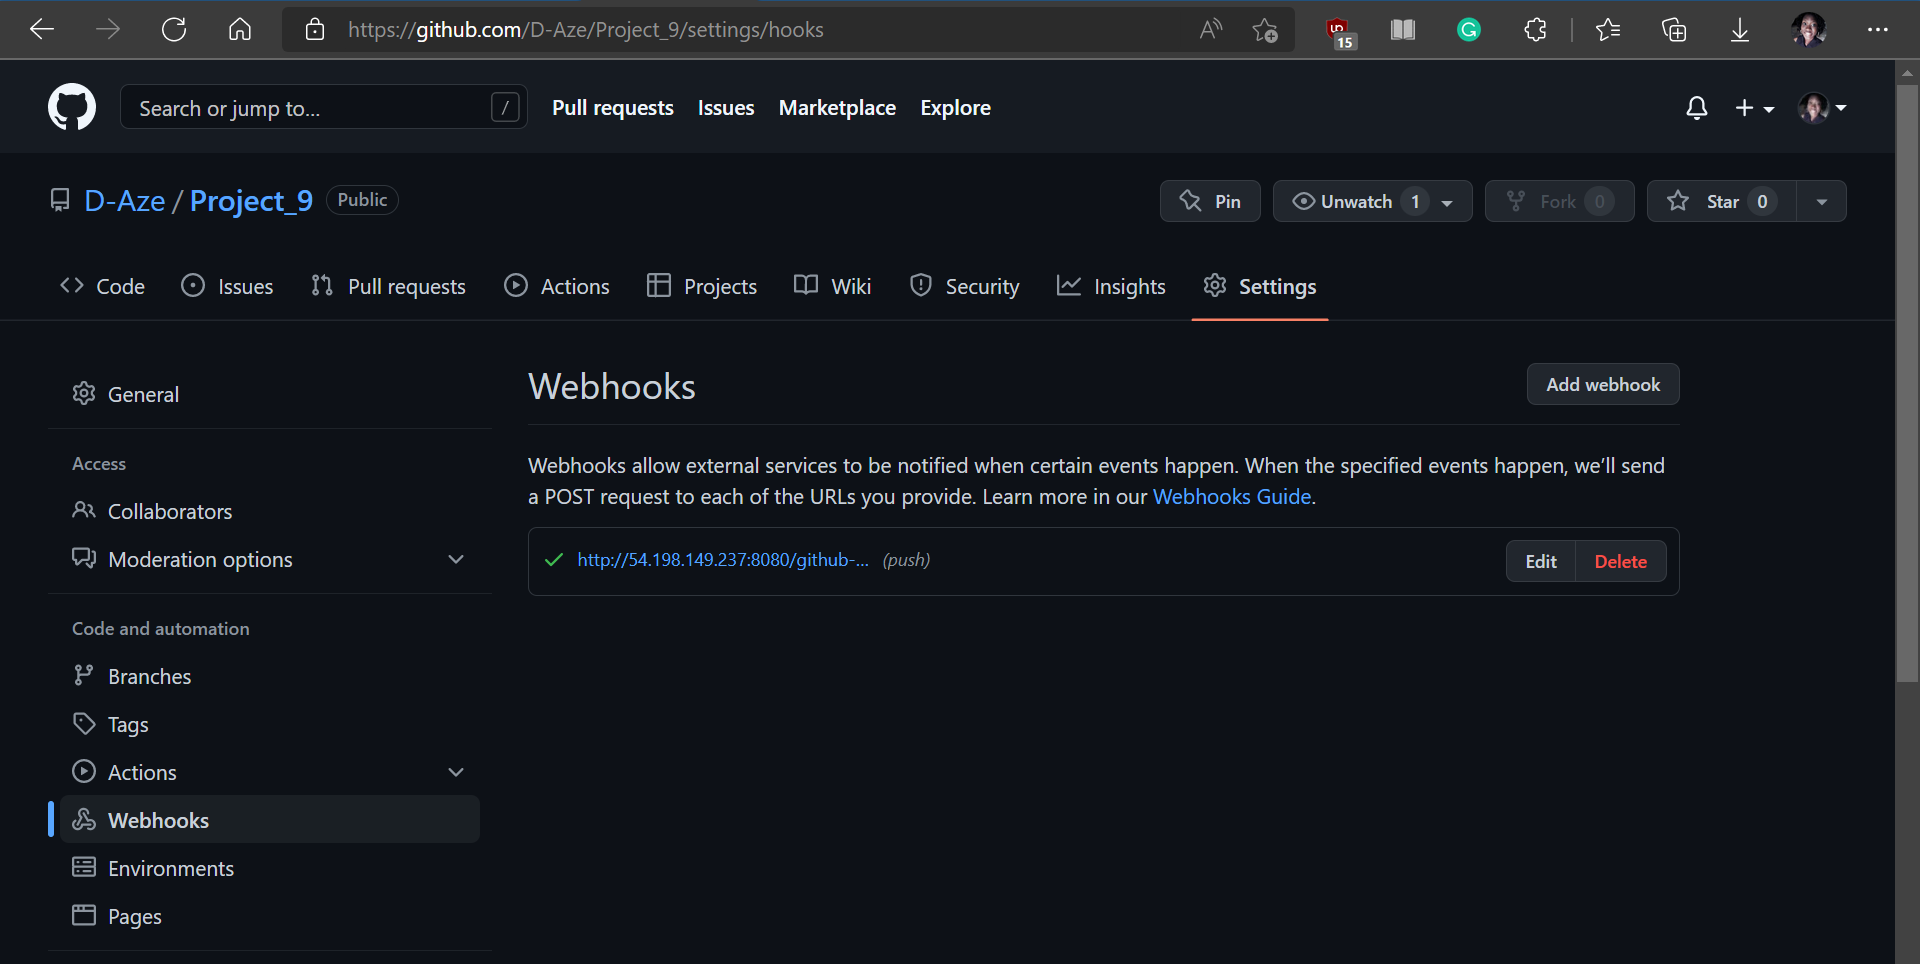 https://github.com/D-Aze/Project_9/settings/hooks
15
Search or jump to... /
Pull requests Issues Marketplace Explore
D-Aze / Project_9 Public
Pin Unwatch 1 Fork 0 Star 0
Code Issues Pull requests Actions Projects Wiki Security Insights Settings
General
Access
Collaborators
Moderation options
Code and automation
Branches
Tags
Actions
Webhooks
Environments
Pages
Webhooks
Add webhook
Webhooks allow external services to be notified when certain events happen. When the specified events happen, we’ll send
a POST request to each of the URLs you provide. Learn more in our Webhooks Guide.
http://54.198.149.237:8080/github-... (push) Edit Delete